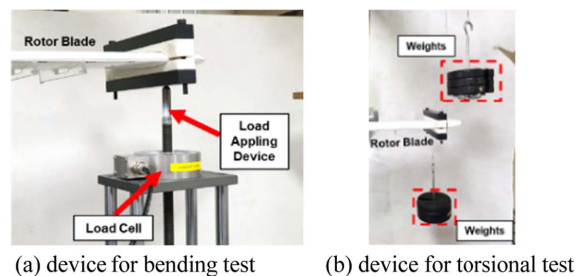 Rotor Blade
Load
Appling
Device
Load Cell
(a) device for bending test
Weights
Rotor Blade
Weights
(b) device for torsional test